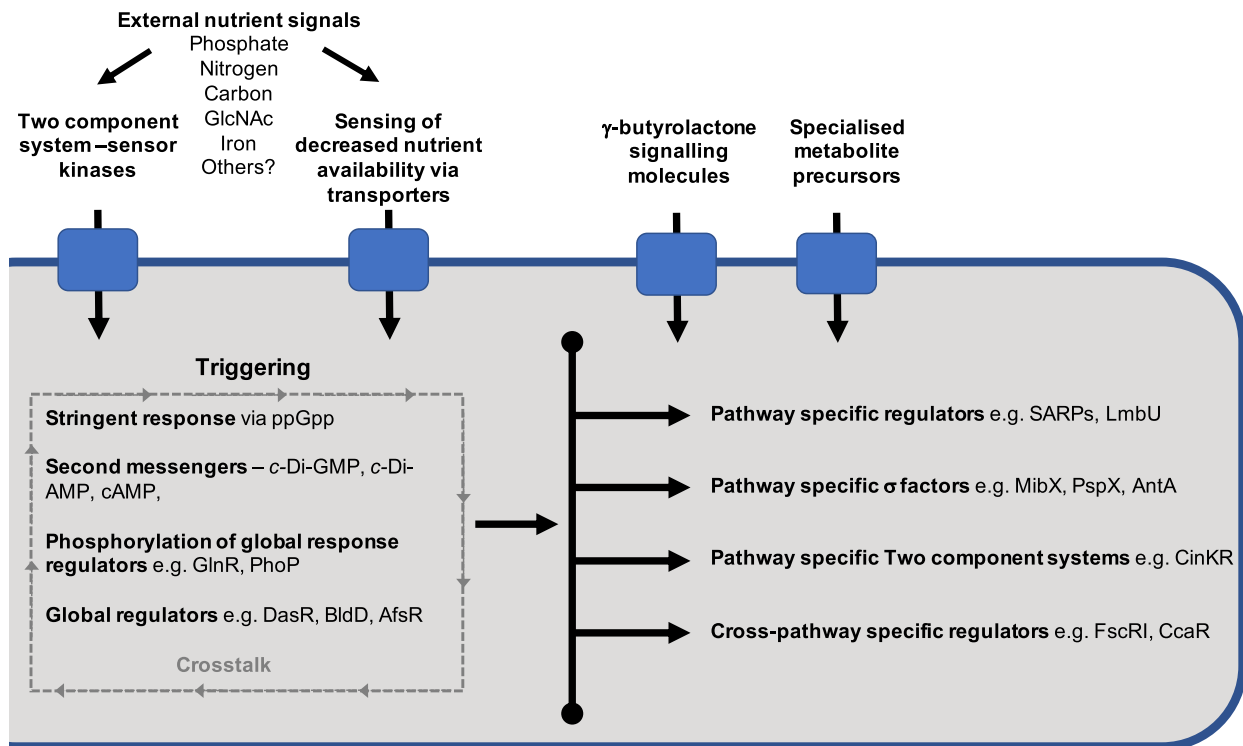 External nutrient signals
Phosphate
Nitrogen
Carbon
GlcNAc
Iron
Others?
Two component
system –sensor
kinases
Sensing of
decreased nutrient
availability via
transporters
γ-butyrolactone
signalling
molecules
Specialised
metabolite
precursors
Triggering
Stringent response via ppGpp
Second messengers – c-Di-GMP, c-Di-
AMP, cAMP,
Phosphorylation of global response
regulators e.g. GlnR, PhoP
Global regulators e.g. DasR, BldD, AfsR
Crosstalk
Pathway specific regulators e.g. SARPs, LmbU
Pathway specific σ factors e.g. MibX, PspX, AntA
Pathway specific Two component systems e.g. CinKR
Cross-pathway specific regulators e.g. FscRI, CcaR